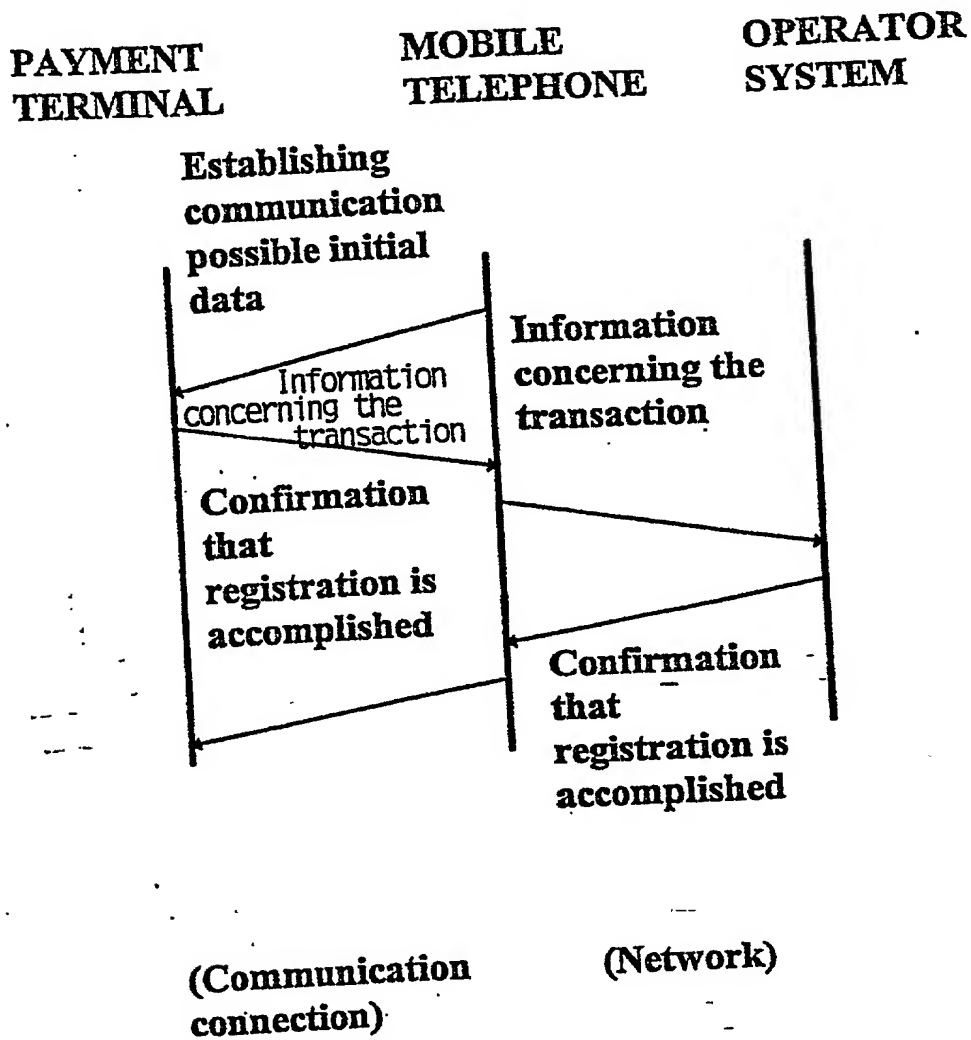 PAYMENT
TERMINAL
MOBILE
TELEPHONE
OPERATOR
SYSTEM
Establishing
communication
possible initial
data
Information
concerning the
transaction
Information
concerning the
transaction
Confirmation
that
registration is
accomplished
Confirmation
that
registration is
accomplished
(Communication
connection)
(Network)